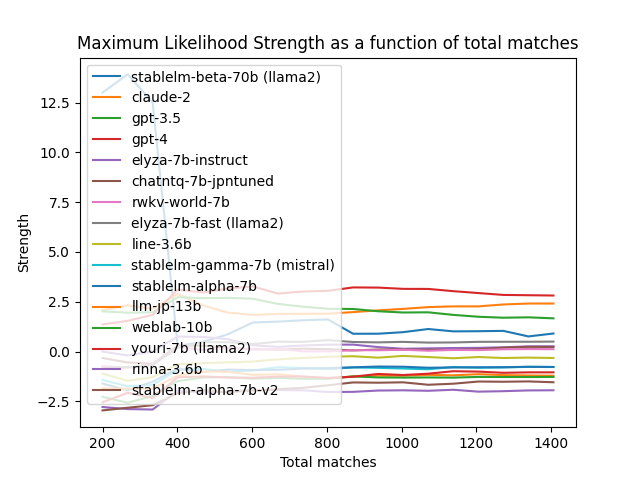 Maximum Likelihood Strength as a function of total matches
stablelm-beta-70b (llama2)
claude-2
gpt-3.5
gpt-4
elyza-7b-instruct
chatntq-7b-jpntuned
rwkv-world-7b
elyza-7b-fast (llama2)
line-3.6b
stablelm-gamma-7b (mistral)
stablelm-alpha-7b
llm-jp-13b
weblab-10b
youri-7b (llama2)
rinna-3.6b
stablelm-alpha-7b-v2
12.5
10.0
7.5
5.0
2.5
0.0
−2.5
Strength
200 400 600 800 1000 1200 1400
Total matches